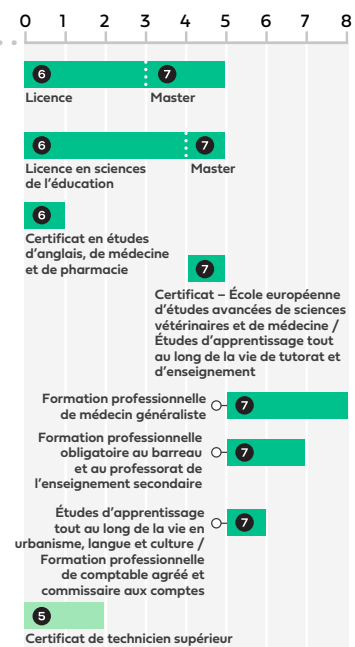 0 1 2 3 4 5 6 7 8
6 7
Licence Master
6 7
Licence en sciences
de l'éducation
Master
6
Certificat en études
d'anglais, de médecine
et de pharmacie
7
Certificat – École européenne
d'études avancées de sciences
vétérinaires et de médecine /
Études d'apprentissage tout
au long de la vie de tutorat et
d'enseignement
Formation professionnelle
de médecin généraliste
7
Formation professionnelle
obligatoire au barreau
et au professorat de
l'enseignement secondaire
7
Études d'apprentissage
tout au long de la vie en
urbanisme, langue et culture /
Formation professionnelle
de comptable agréé et
commissaire aux comptes
7
5
Certificat de technicien supérieur